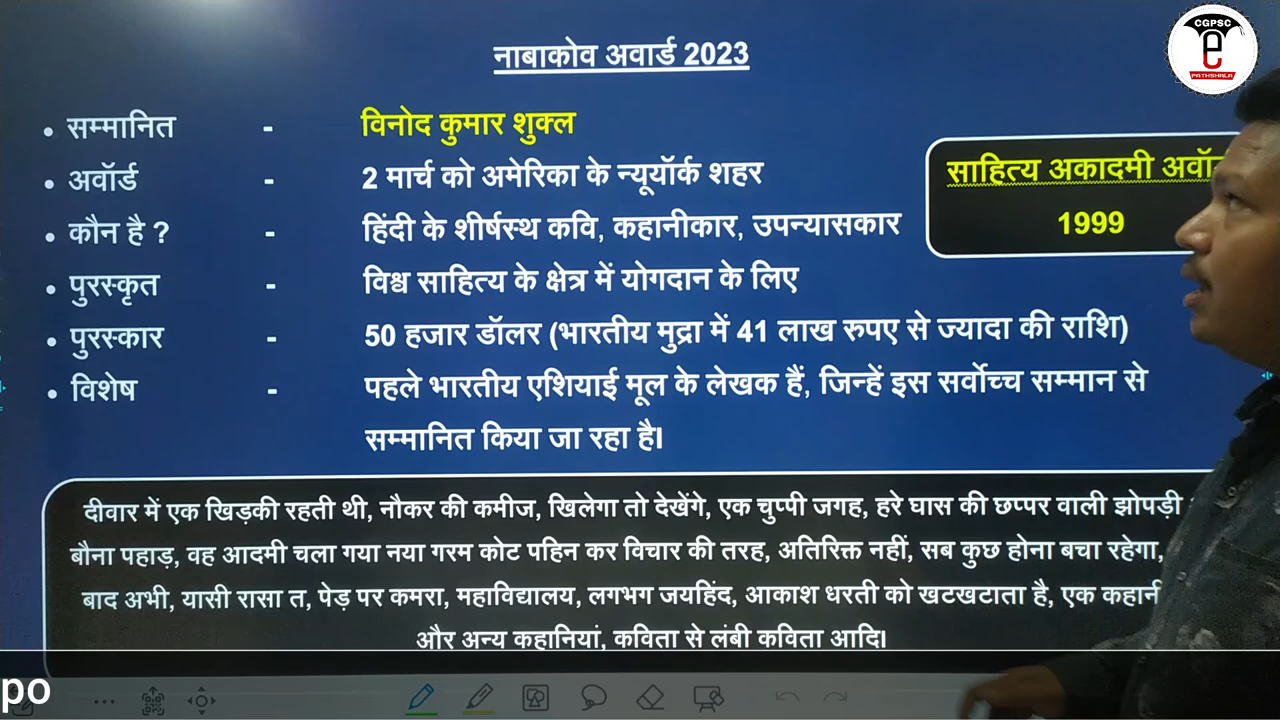 CGPSC
e
PATHSHALA
नाबाकोव अवार्ड 2023
• सम्मानित - विनोद कुमार शुक्ल
• अवॉर्ड - 2 मार्च को अमेरिका के न्यूयॉर्क शहर
साहित्य अकादमी
1999
• कौन है ? - हिंदी के शीर्षस्थ कवि, कहानीकार, उपन्यासकार
• पुरस्कृत - विश्व साहित्य के क्षेत्र में योगदान के लिए
• पुरस्कार - 50 हजार डॉलर (भारतीय मुद्रा में 41 लाख रुपए से ज्यादा की राशि)
• विशेष - पहले भारतीय एशियाई मूल के लेखक हैं, जिन्हें इस सर्वोच्च सम्मान से
सम्मानित किया जा रहा है।
दीवार में एक खिड़की रहती थी, नौकर की कमीज, खिलेगा तो देखेंगे, एक चुप्पी जगह, हरे घास की छप्पर वाली झोपड़ी
बौना पहाड़, वह आदमी चला गया नया गरम कोट पहिन कर विचार की तरह, अतिरिक्त नहीं, सब कुछ होना बचा रहेगा,
बाद अभी, यासी रासा त, पेड़ पर कमरा, महाविद्यालय, लगभग जयहिंद, आकाश धरती को खटखटाता है, एक कहानी
और अन्य कहानियां, कविता से लंबी कविता आदि।
po